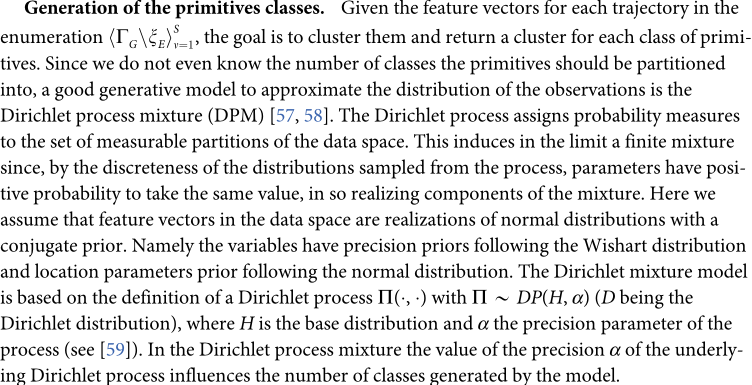 Generation of the primitives classes. Given the feature vectors for each trajectory in the
enumeration ⟨Γ_G\ξ_E⟩^S_{v=1}, the goal is to cluster them and return a cluster for each class of primi-
tives. Since we do not even know the number of classes the primitives should be partitioned
into, a good generative model to approximate the distribution of the observations is the
Dirichlet process mixture (DPM) [57, 58]. The Dirichlet process assigns probability measures
to the set of measurable partitions of the data space. This induces in the limit a finite mixture
since, by the discreteness of the distributions sampled from the process, parameters have posi-
tive probability to take the same value, in so realizing components of the mixture. Here we
assume that feature vectors in the data space are realizations of normal distributions with a
conjugate prior. Namely the variables have precision priors following the Wishart distribution
and location parameters prior following the normal distribution. The Dirichlet mixture model
is based on the definition of a Dirichlet process Π(·, ·) with Π ∼ DP(H, α) (D being the
Dirichlet distribution), where H is the base distribution and α the precision parameter of the
process (see [59]). In the Dirichlet process mixture the value of the precision α of the underly-
ing Dirichlet process influences the number of classes generated by the model.